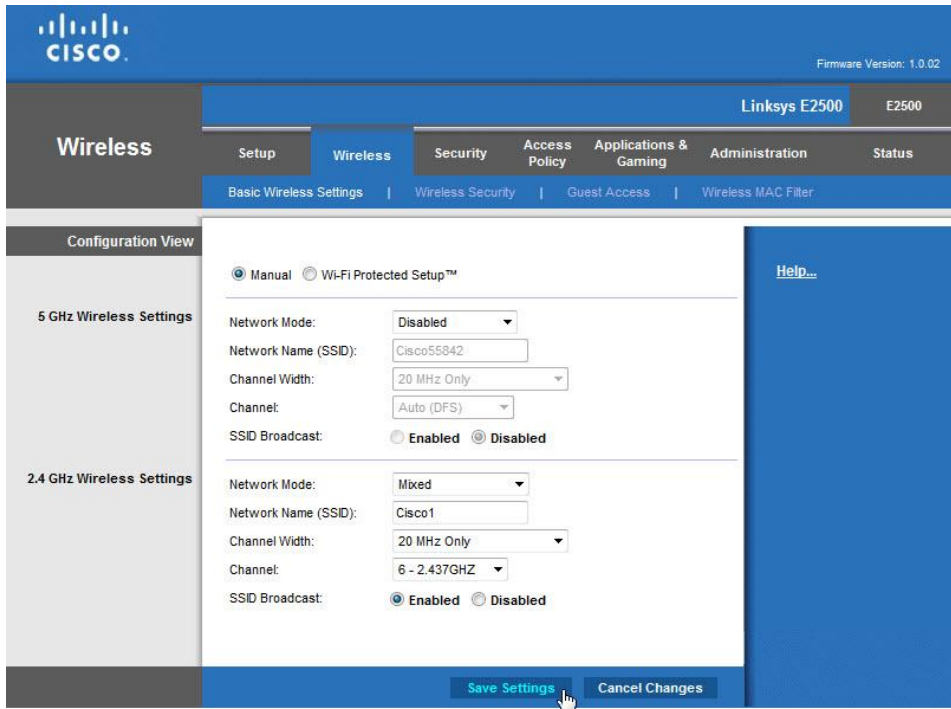 CISCO.
Firmware Version: 1.0.02
Linksys E2500 E2500
Wireless
Setup Wireless Security Access Policy Applications & Gaming Administration Status
Basic Wireless Settings | Wireless Security | Guest Access | Wireless MAC Filter
Configuration View
Manual Wi-Fi Protected Setup™
Help...
5 GHz Wireless Settings
Network Mode: Disabled
Network Name (SSID): Cisco55842
Channel Width: 20 MHz Only
Channel: Auto (DFS)
SSID Broadcast: Enabled Disabled
2.4 GHz Wireless Settings
Network Mode: Mixed
Network Name (SSID): Cisco1
Channel Width: 20 MHz Only
Channel: 6 - 2.437GHZ
SSID Broadcast: Enabled Disabled
Save Settings Cancel Changes